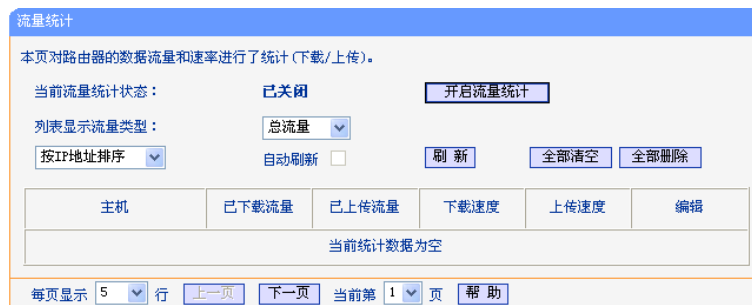 流量统计
本页对路由器的数据流量和速率进行了统计(下载/上传)。
当前流量统计状态： 已关闭 开启流量统计
列表显示流量类型： 总流量
按IP地址排序 自动刷新 刷 新 全部清空 全部删除
主机 已下载流量 已上传流量 下载速度 上传速度 编辑
当前统计数据为空
每页显示 5 行 上一页 下一页 当前第 1 页 帮 助